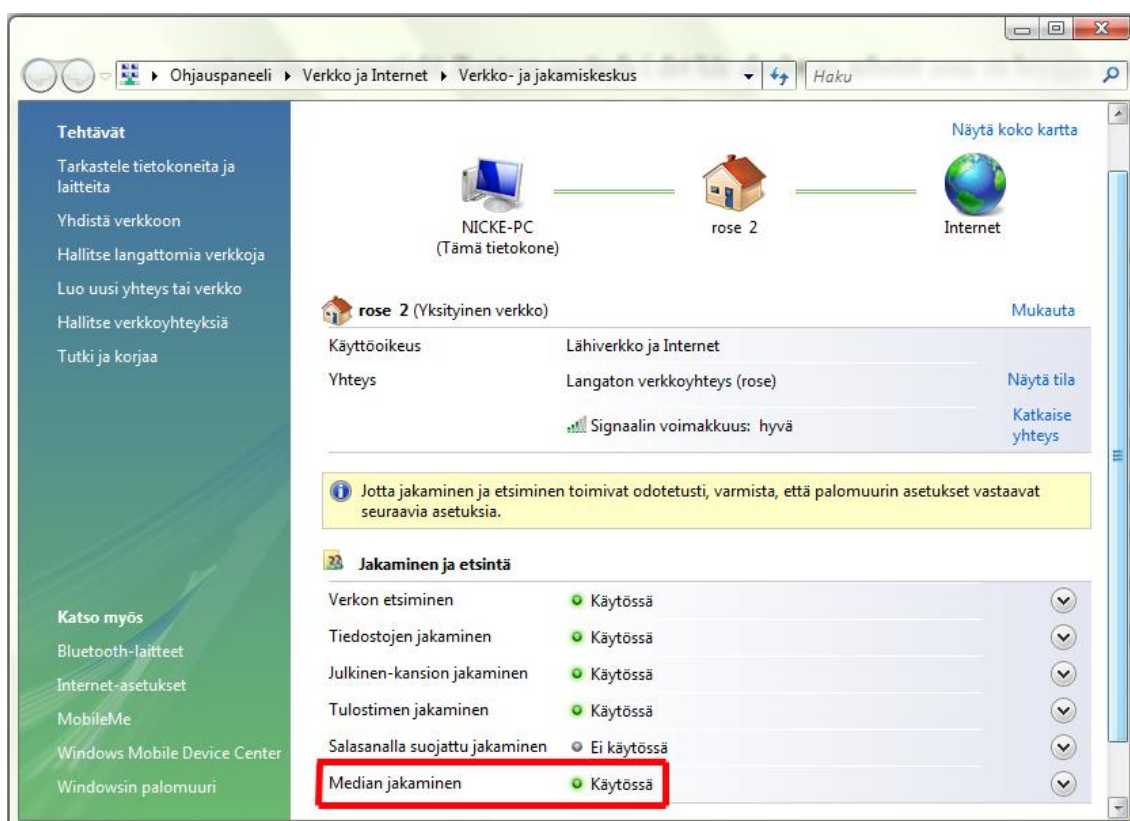 Ohjauspaneeli ▸ Verkko ja Internet ▸ Verkko- ja jakamiskeskus
Haku
Tehtävät
Tarkastele tietokoneita ja
laitteita
Yhdistä verkkoon
Hallitse langattomia verkkoja
Luo uusi yhteys tai verkko
Hallitse verkkoyhteyksiä
Tutki ja korjaa
Katso myös
Bluetooth-laitteet
Internet-asetukset
MobileMe
Windows Mobile Device Center
Windowsin palomuuri
Näytä koko kartta
NICKE-PC
(Tämä tietokone)
rose 2
Internet
rose 2 (Yksityinen verkko)
Mukauta
Käyttöoikeus Lähiverkko ja Internet
Yhteys Langaton verkkoyhteys (rose) Näytä tila
Signaalin voimakkuus: hyvä
Katkaise
yhteys
Jotta jakaminen ja etsiminen toimivat odotetusti, varmista, että palomuurin asetukset vastaavat
seuraavia asetuksia.
Jakaminen ja etsintä
Verkon etsiminen Käytössä
Tiedostojen jakaminen Käytössä
Julkinen-kansion jakaminen Käytössä
Tulostimen jakaminen Käytössä
Salasanalla suojattu jakaminen Ei käytössä
Median jakaminen Käytössä